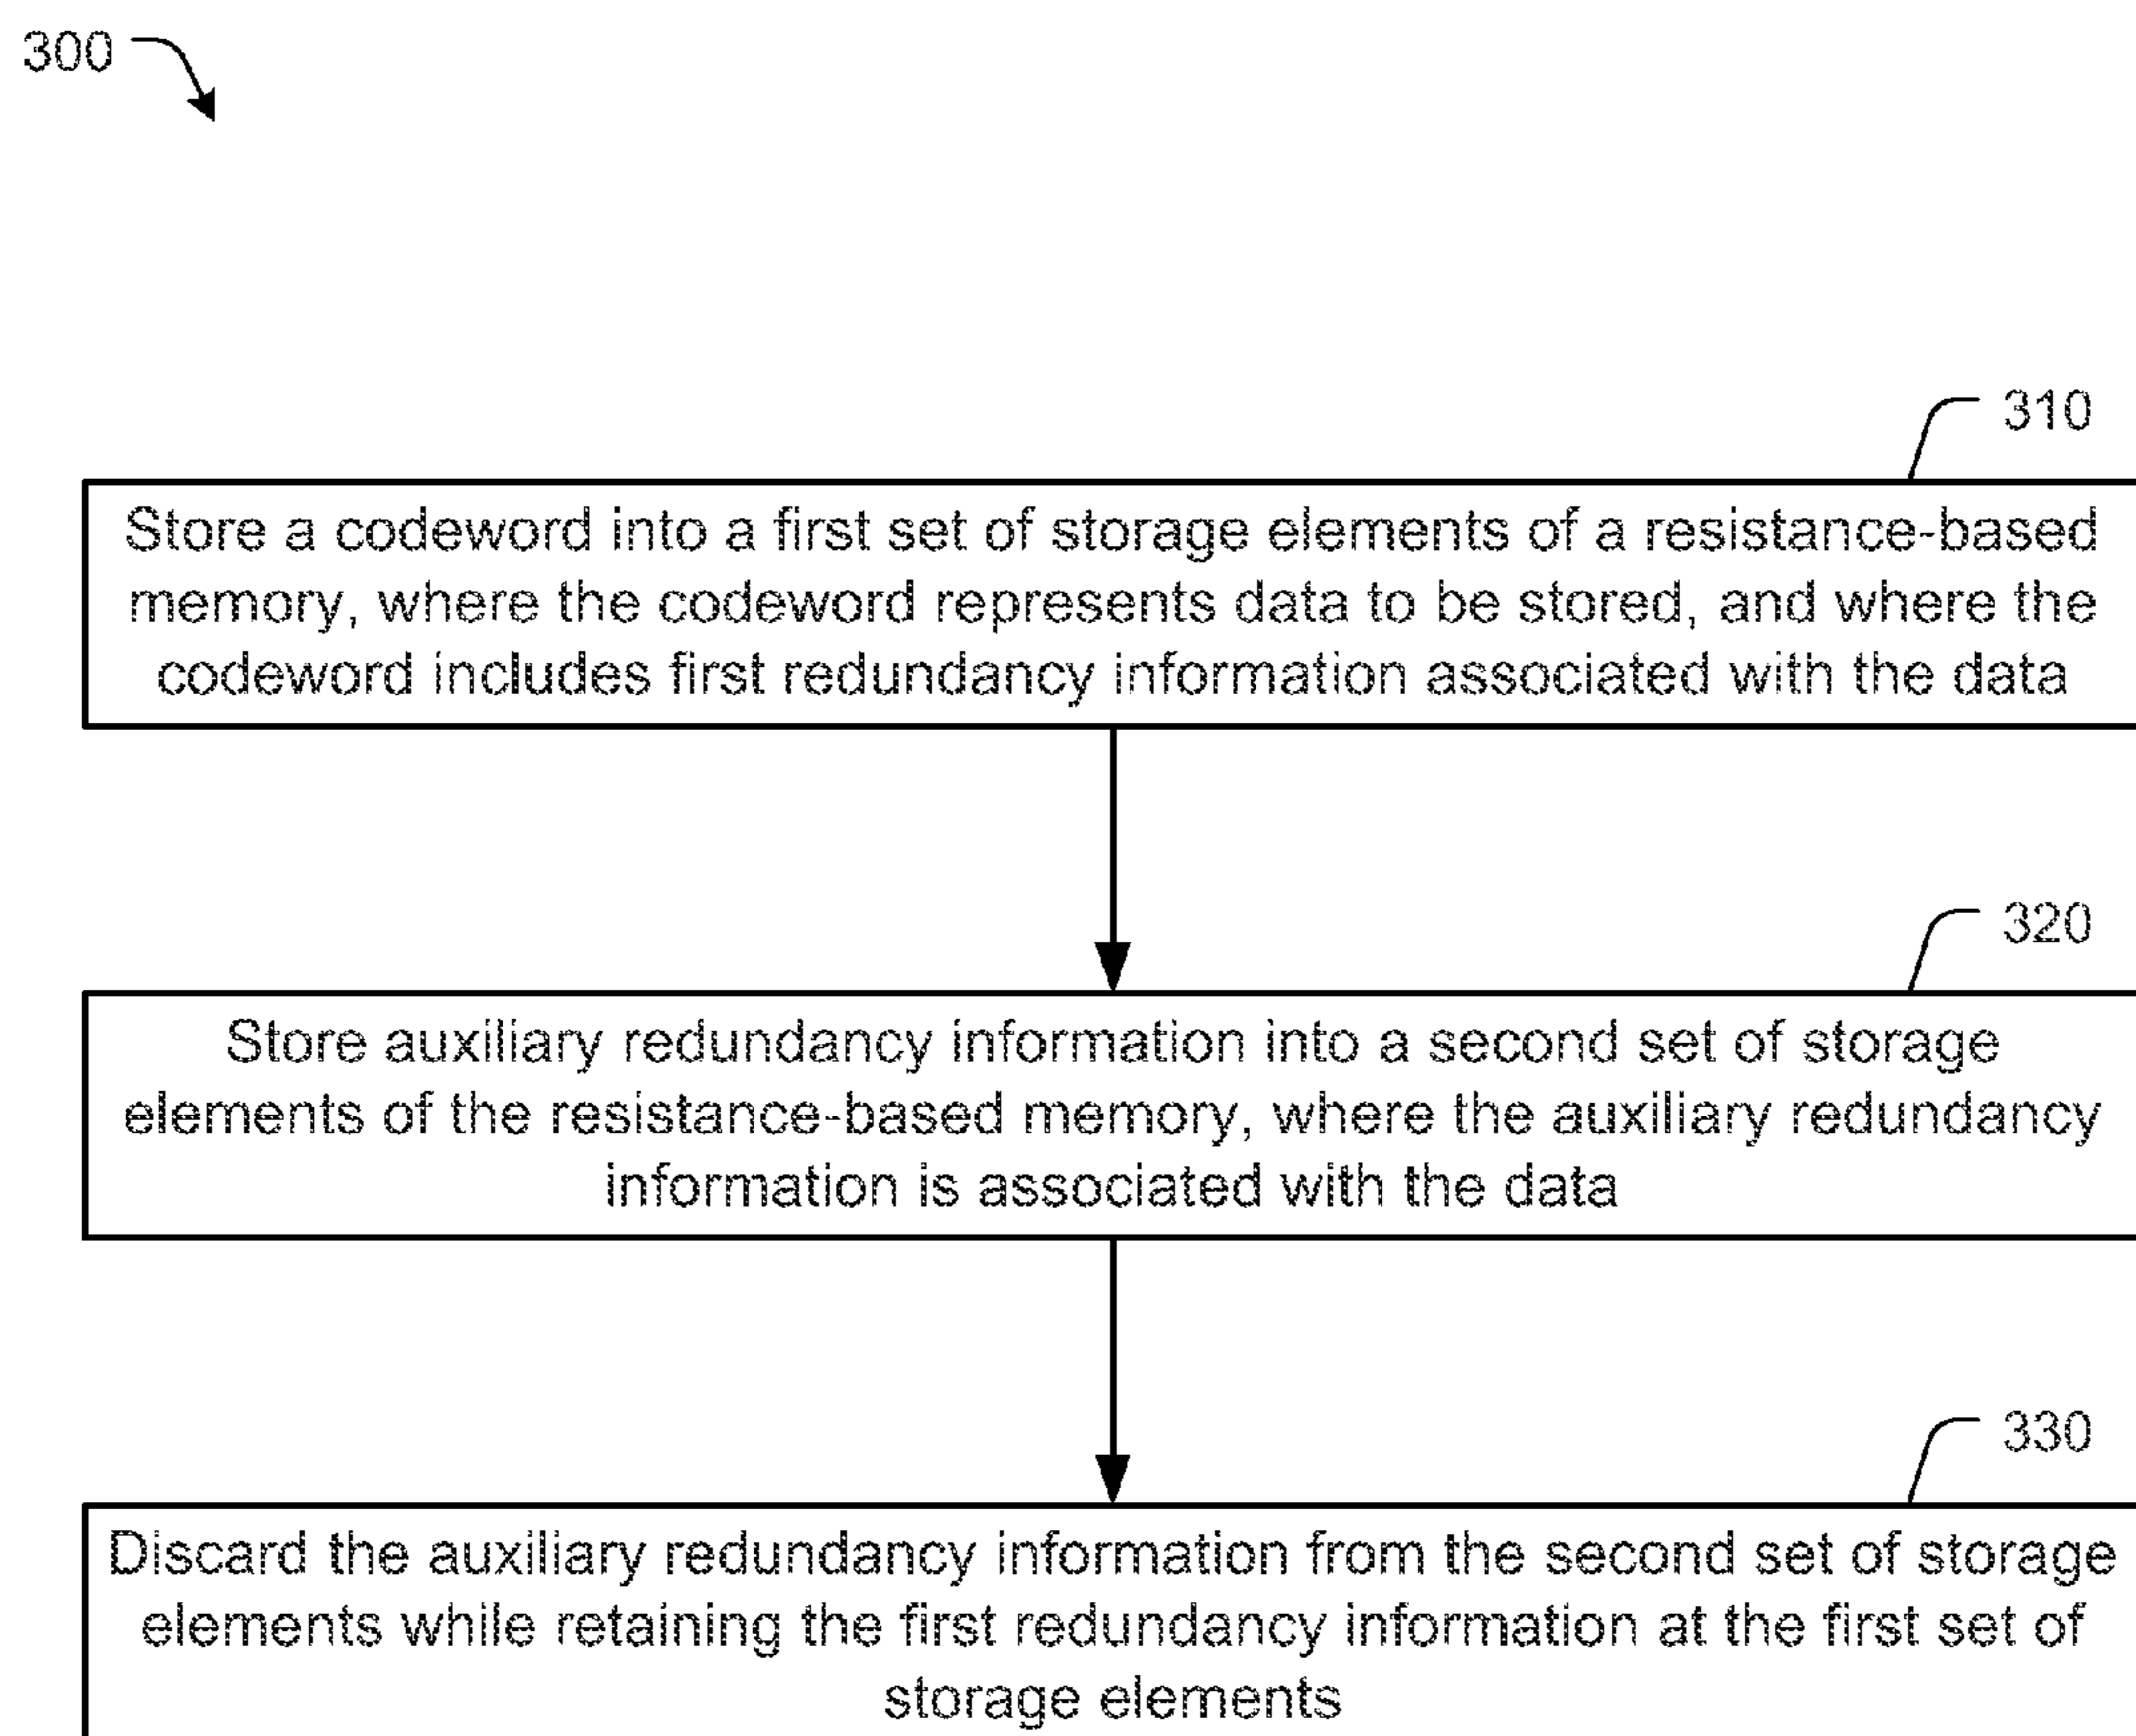 300
310
Store a codeword into a first set of storage elements of a resistance-based
memory, where the codeword represents data to be stored, and where the
codeword includes first redundancy information associated with the data
320
Store auxiliary redundancy information into a second set of storage
elements of the resistance-based memory, where the auxiliary redundancy
information is associated with the data
330
Discard the auxiliary redundancy information from the second set of storage
elements while retaining the first redundancy information at the first set of
storage elements